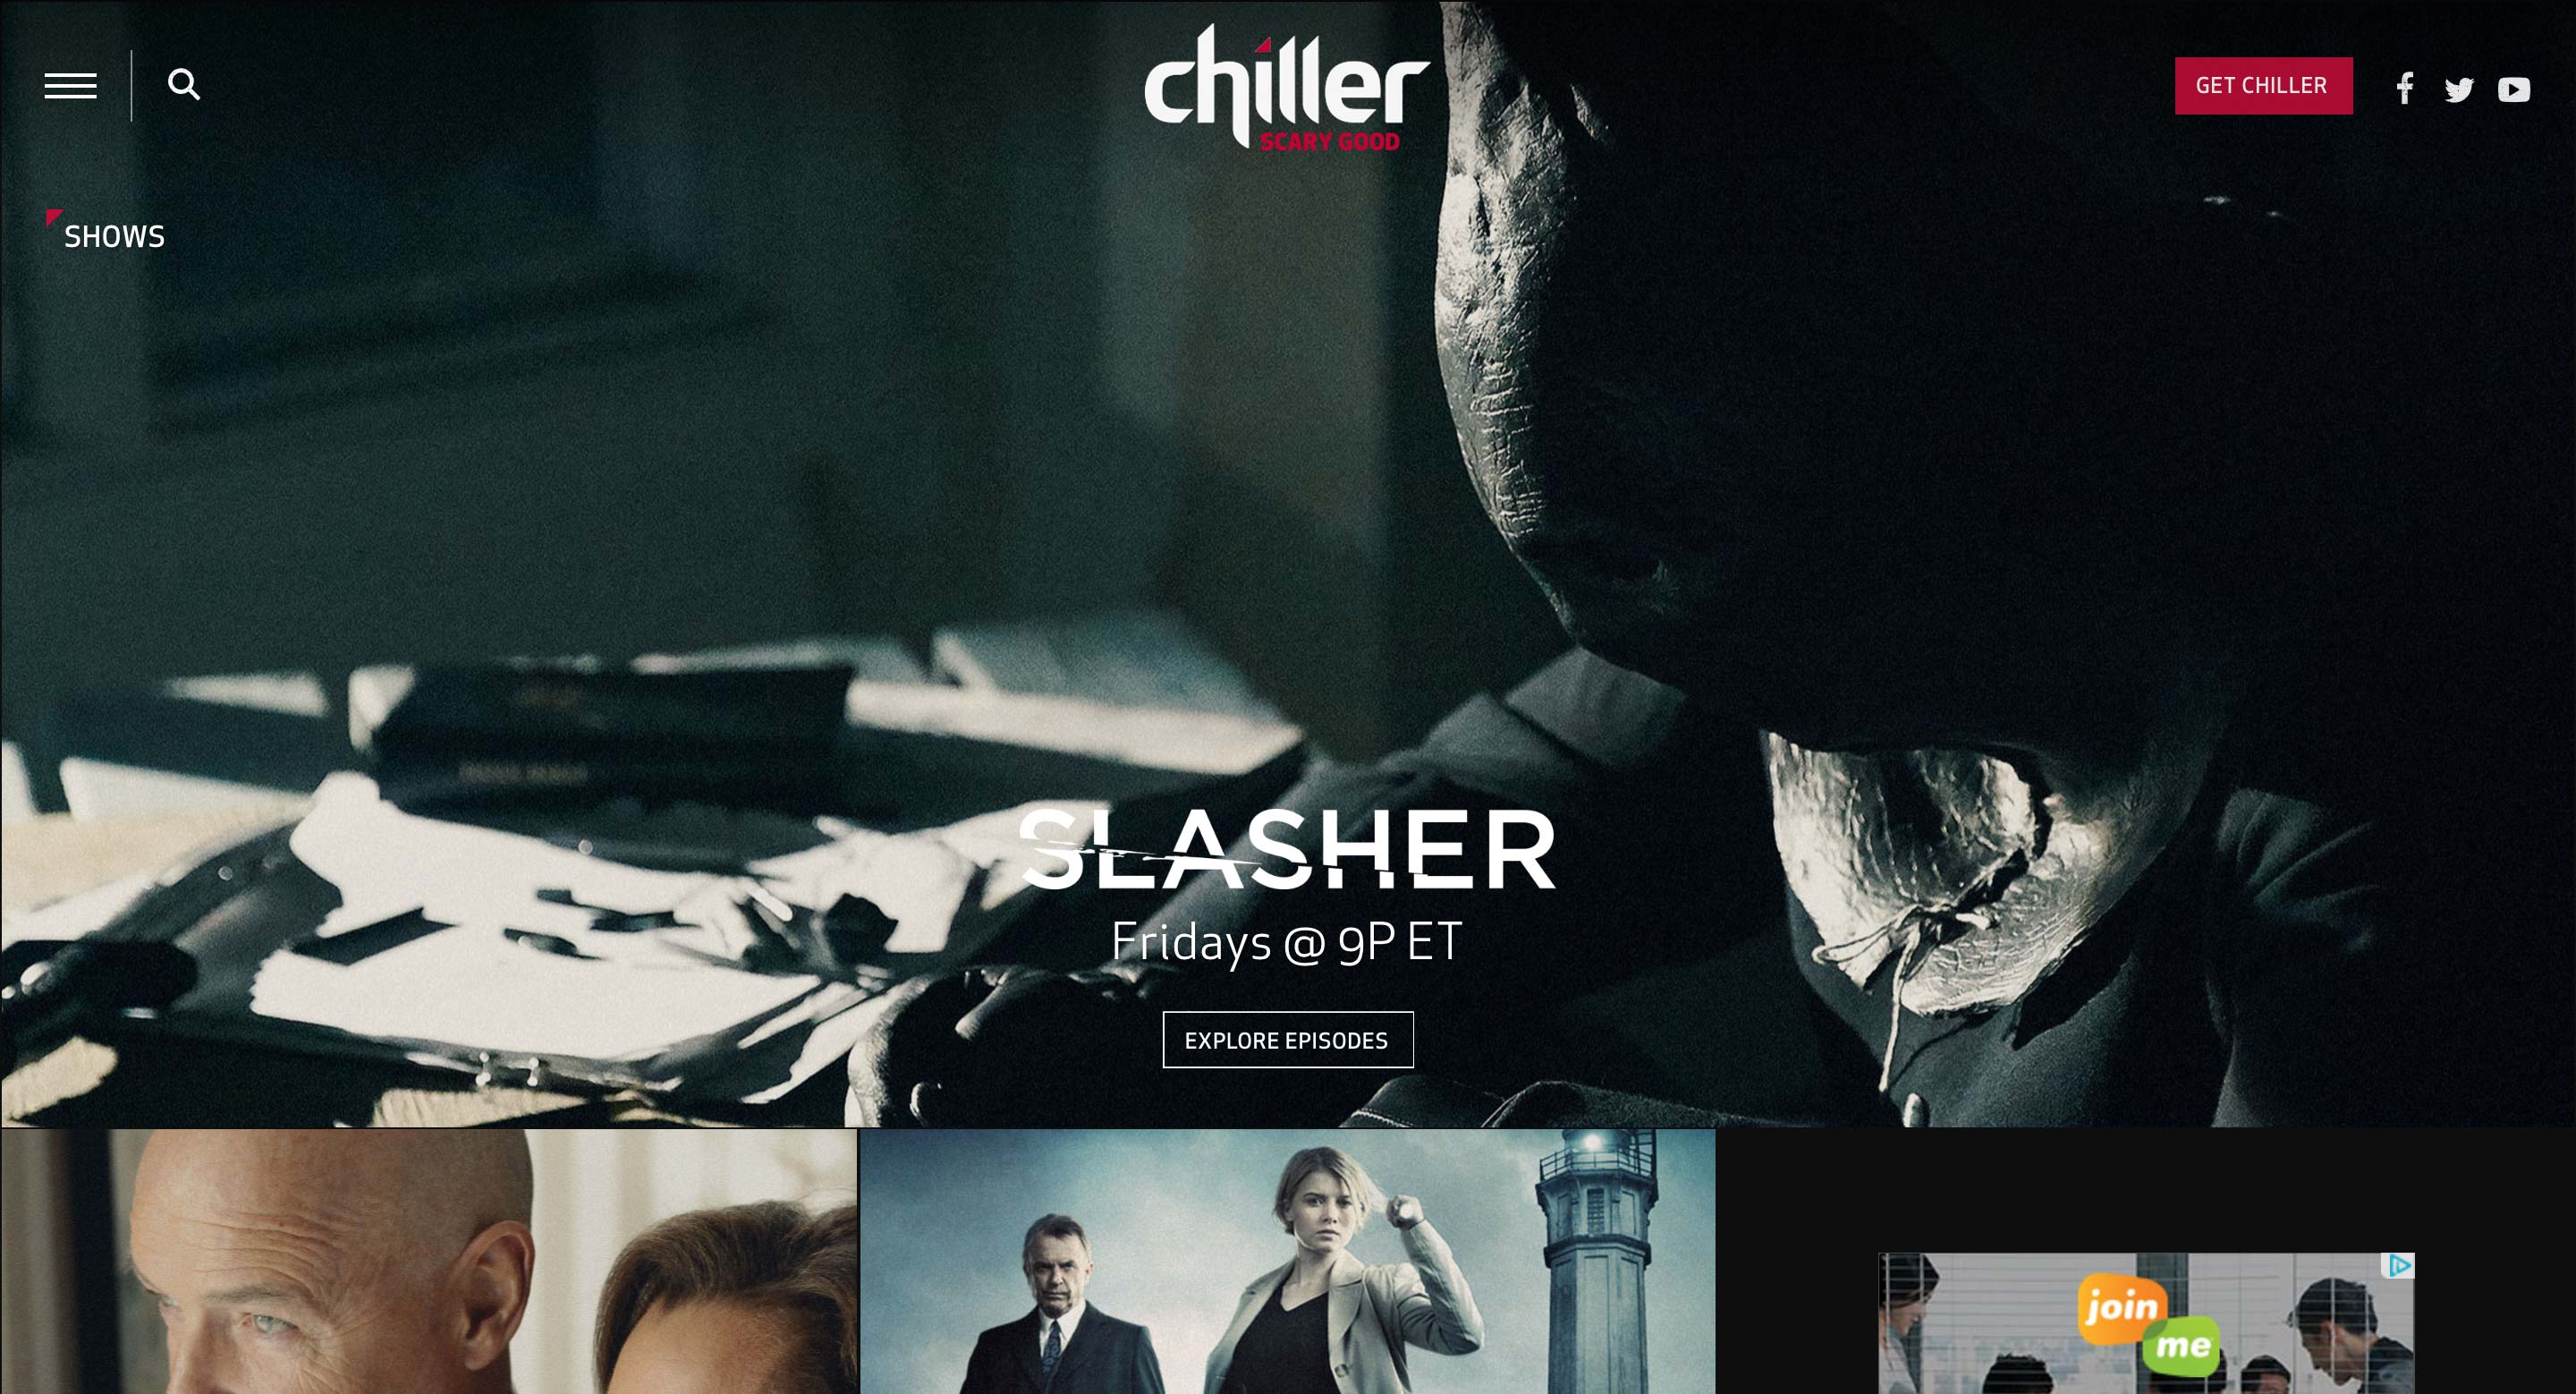 chiller
SCARY GOOD
GET CHILLER
SHOWS
SLASHER
Fridays @ 9P ET
EXPLORE EPISODES
join
me